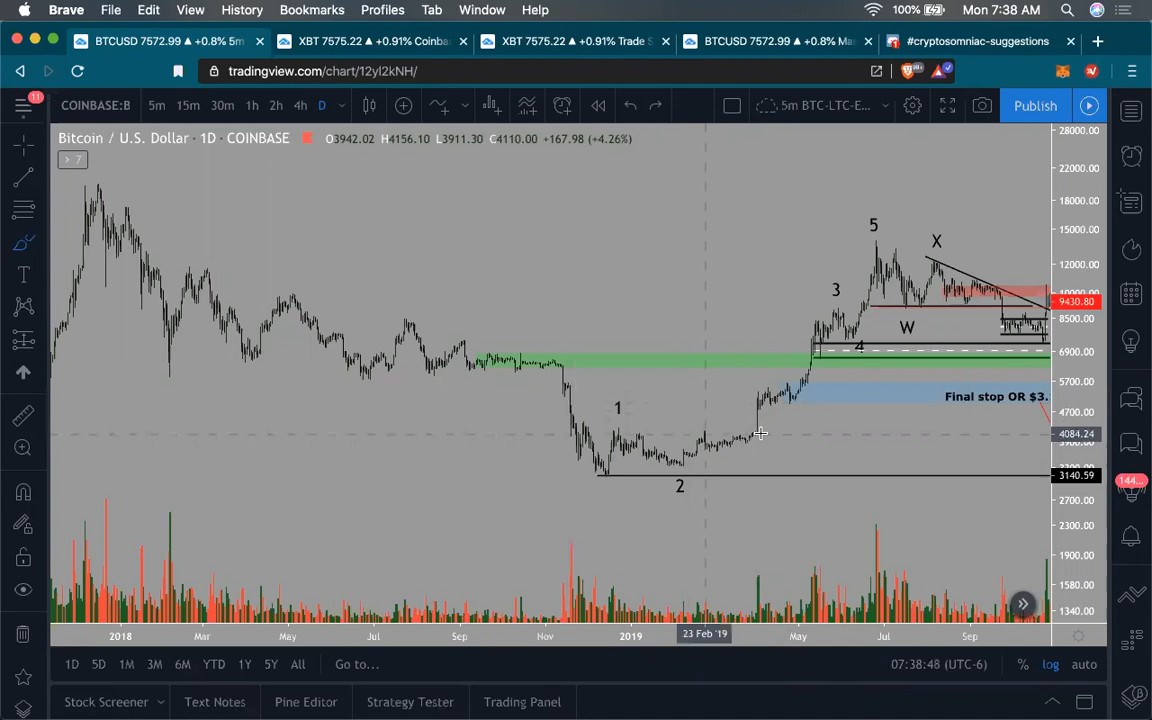 Brave File Edit View History Bookmarks Profiles Tab Window Help 100% Mon 7:38 AM
BTCUSD 7572.99 ▲ +0.8% 5m XBT 7575.22 ▲ +0.91% Coinba XBT 7575.22 ▲ +0.91% Trade S BTCUSD 7572.99 ▲ +0.8% Ma #cryptosomniac-suggestions
tradingview.com/chart/12yI2kNH/
11 COINBASE:B 5m 15m 30m 1h 2h 4h D 5m BTC-LTC-E... Publish
Bitcoin / U.S. Dollar · 1D · COINBASE O3942.02 H4156.10 L3911.30 C4110.00 +167.98 (+4.26%)
7
28000.00
22000.00
18000.00
15000.00
12000.00
10000.00
9430.80
8500.00
6900.00
5700.00
4700.00
4084.24
3140.59
2700.00
2300.00
1900.00
1580.00
1340.00
5
X
3
W
4
Final stop OR $3.
1
2
144...
2018 Mar May Jul Sep Nov 2019 23 Feb '19 May Jul Sep
1D 5D 1M 3M 6M YTD 1Y 5Y All Go to... 07:38:48 (UTC-6) % log auto
Stock Screener Text Notes Pine Editor Strategy Tester Trading Panel